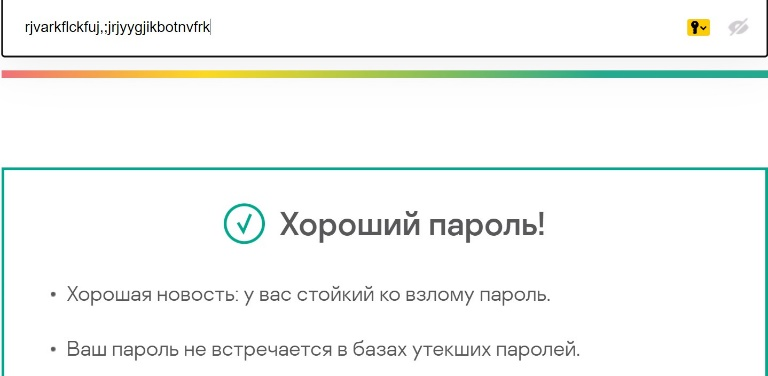 rjvarkflckfuj,;jrjyygjikbotnvfrk
Хороший пароль!
• Хорошая новость: у вас стойкий ко взлому пароль.
• Ваш пароль не встречается в базах утекших паролей.